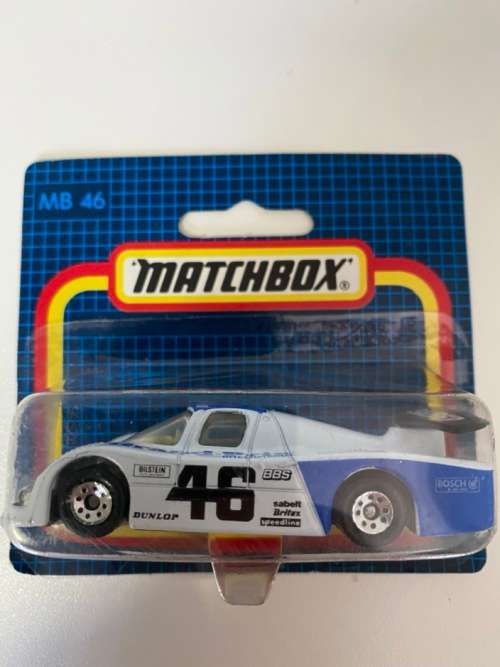 MB 46
MATCHBOX®
BILSTEIN
46
BBS
DUNLOP
sabelt
Britax
speedline
BOSCH